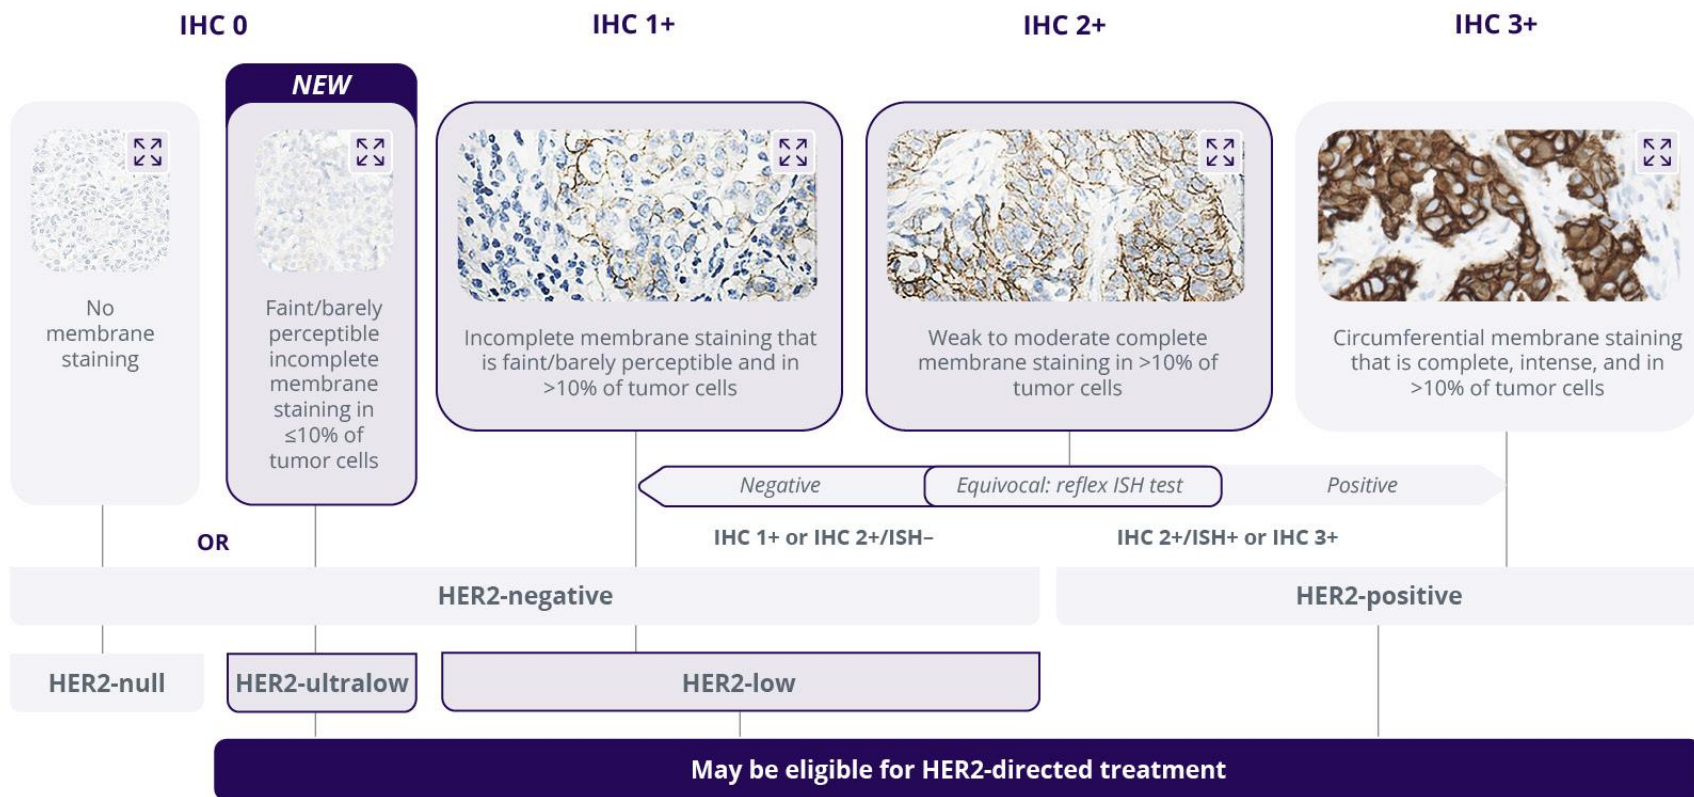 IHC 0
IHC 1+
IHC 2+
IHC 3+
NEW
No
membrane
staining
Faint/barely
perceptible
incomplete
membrane
staining in
≤10% of
tumor cells
Incomplete membrane staining that
is faint/barely perceptible and in
>10% of tumor cells
Weak to moderate complete
membrane staining in >10% of
tumor cells
Circumferential membrane staining
that is complete, intense, and in
>10% of tumor cells
Negative
Equivocal: reflex ISH test
Positive
OR
IHC 1+ or IHC 2+/ISH–
IHC 2+/ISH+ or IHC 3+
HER2-negative
HER2-positive
HER2-null
HER2-ultralow
HER2-low
May be eligible for HER2-directed treatment